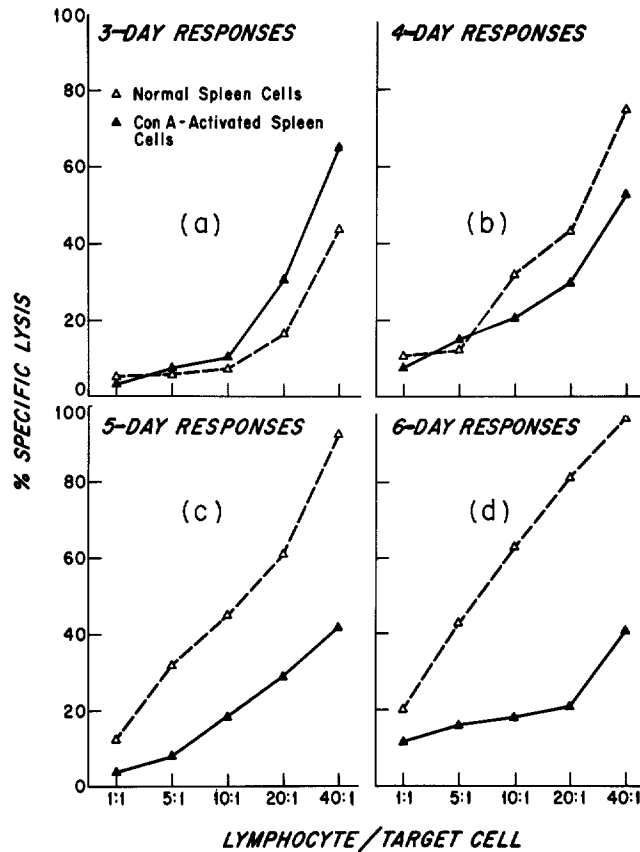 3-DAY RESPONSES
4-DAY RESPONSES
△ Normal Spleen Cells
▲ Con A-Activated Spleen
Cells
(a)
(b)
100
80
60
40
20
0
% SPECIFIC LYSIS
5-DAY RESPONSES
6-DAY RESPONSES
(c)
(d)
100
80
60
40
20
0
1:1 5:1 10:1 20:1 40:1
1:1 5:1 10:1 20:1 40:1
LYMPHOCYTE/TARGET CELL